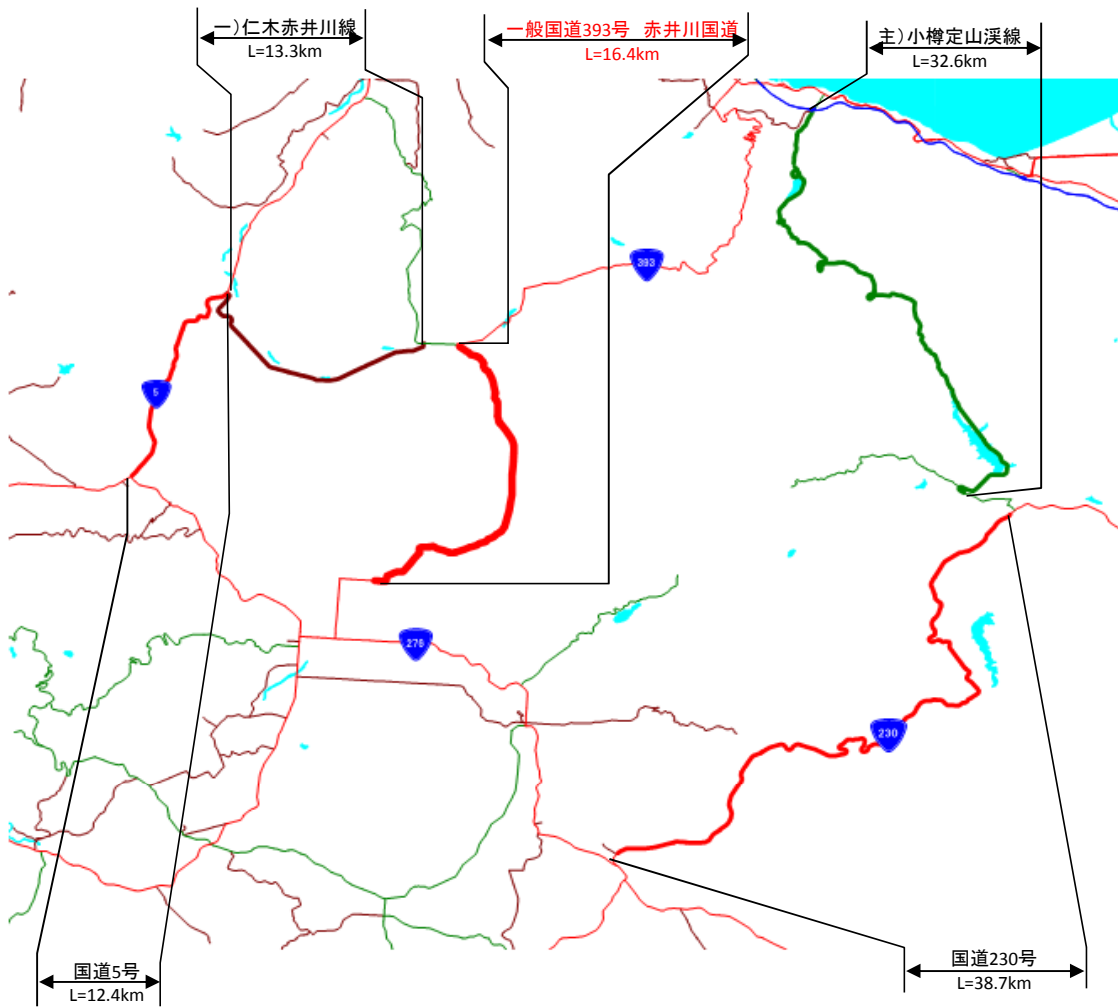 一）仁木赤井川線
L=13.3km
一般国道393号 赤井川国道
L=16.4km
主）小樽定山渓線
L=32.6km
393
5
276
230
国道5号
L=12.4km
国道230号
L=38.7km